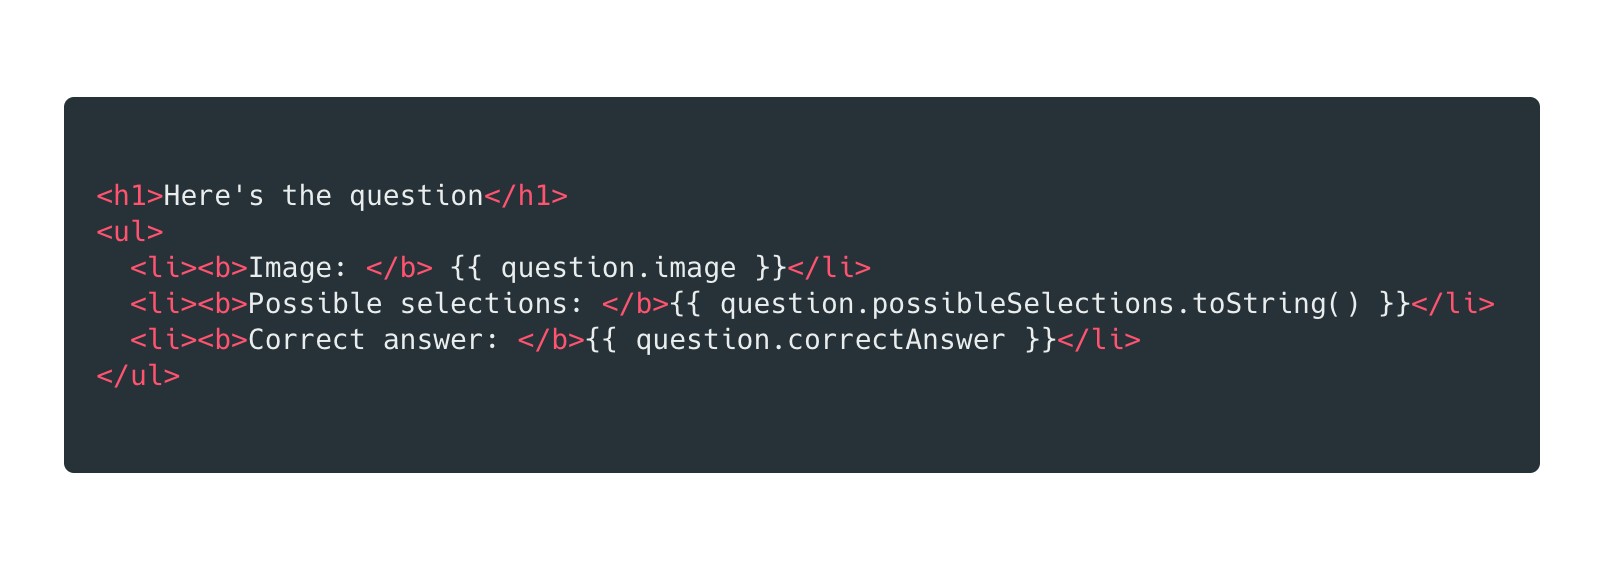 <h1>Here's the question</h1>
<ul>
  <li><b>Image: </b> {{ question.image }}</li>
  <li><b>Possible selections: </b>{{ question.possibleSelections.toString() }}</li>
  <li><b>Correct answer: </b>{{ question.correctAnswer }}</li>
</ul>